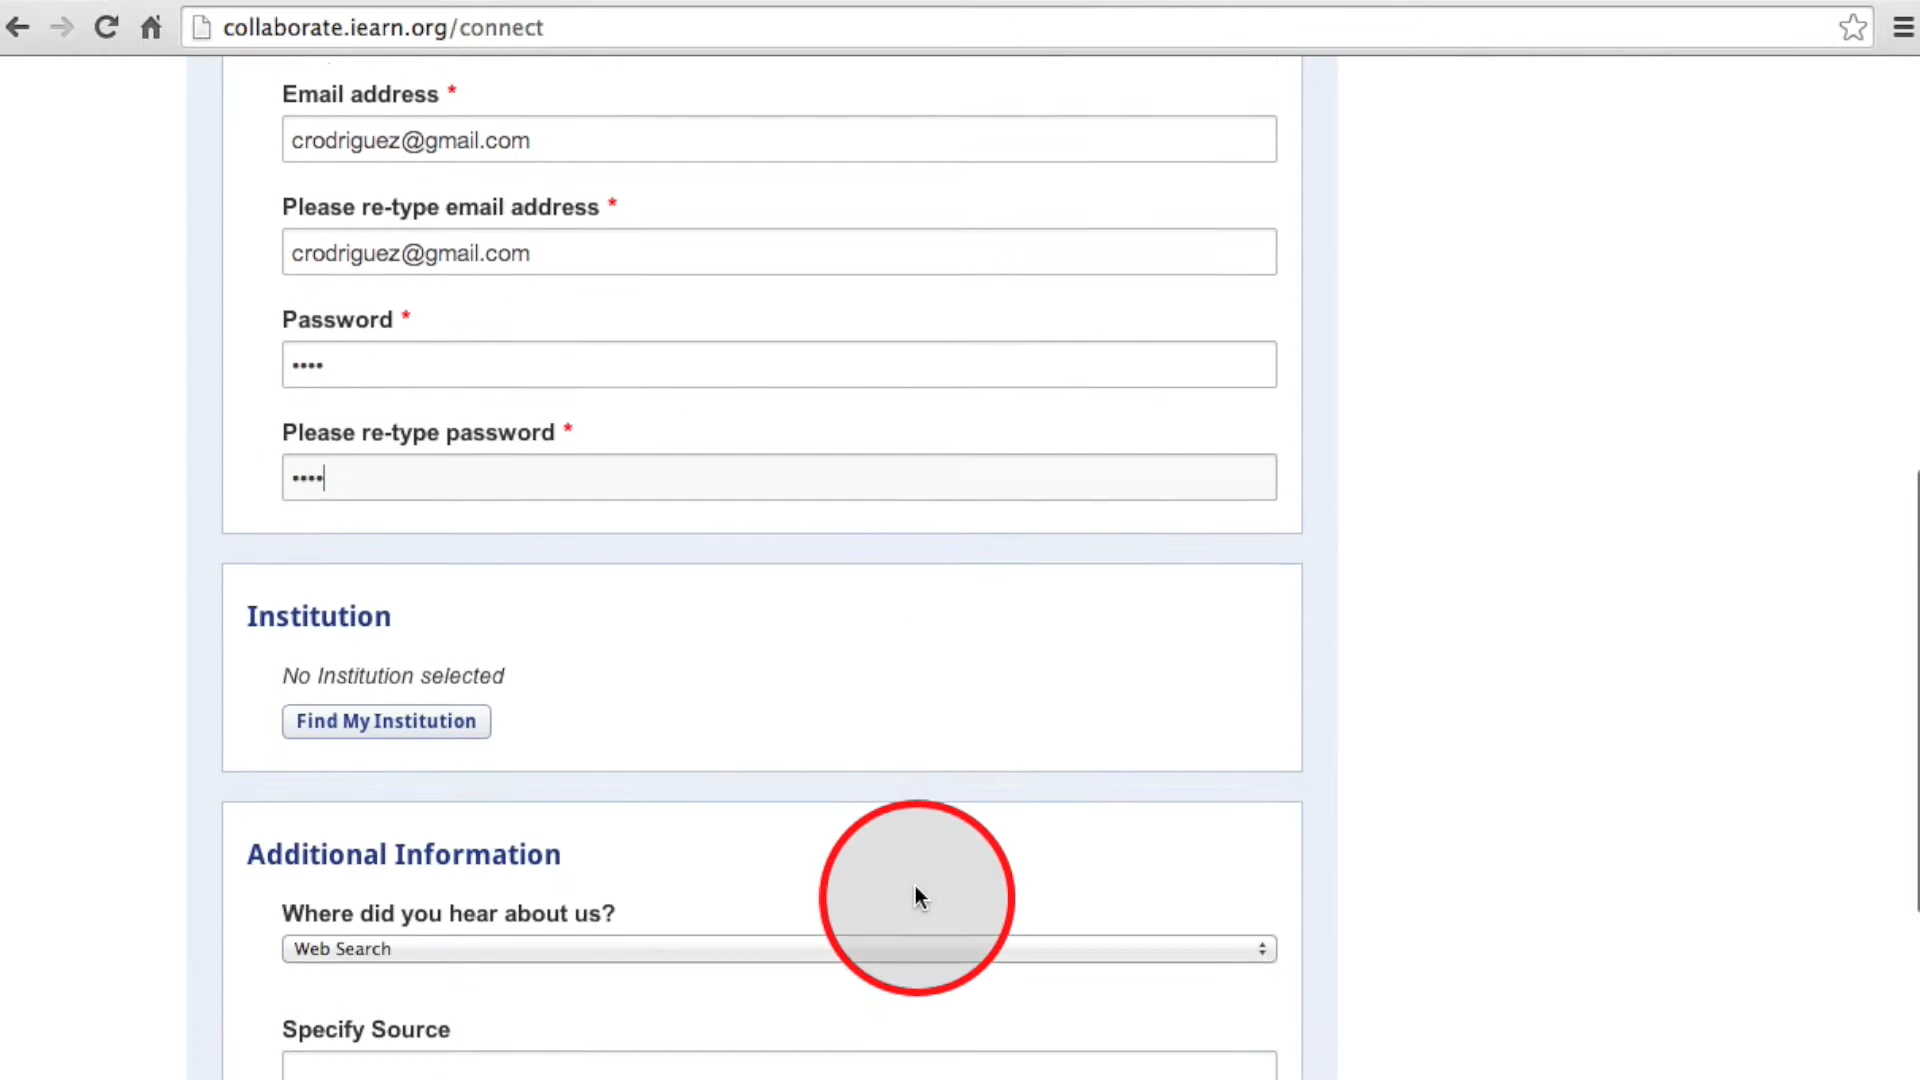 collaborate.iearn.org/connect
Email address *
crodriguez@gmail.com
Please re-type email address *
crodriguez@gmail.com
Password *
••••
Please re-type password *
••••
Institution
No Institution selected
Find My Institution
Additional Information
Where did you hear about us?
Web Search
Specify Source